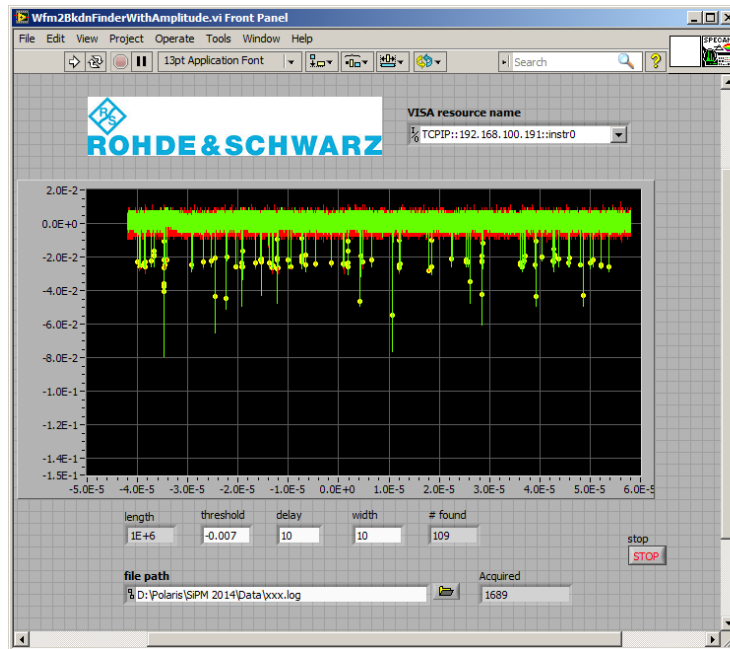 Wfm2BkdnFinderWithAmplitude.vi Front Panel
File Edit View Project Operate Tools Window Help
13pt Application Font Search SPECAN
ROHDE & SCHWARZ
VISA resource name
TCPIP::192.168.100.191::instr0
2.0E-2
0.0E+0
-2.0E-2
-4.0E-2
-6.0E-2
-8.0E-2
-1.0E-1
-1.2E-1
-1.4E-1
-1.5E-1
-5.0E-5 -4.0E-5 -3.0E-5 -2.0E-5 -1.0E-5 0.0E+0 1.0E-5 2.0E-5 3.0E-5 4.0E-5 5.0E-5 6.0E-5
length threshold delay width # found
1E+6 -0.007 10 10 109
stop
STOP
file path Acquired
D:\Polaris\SiPM 2014\Data\xxx.log 1689